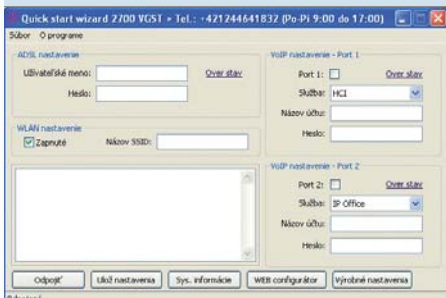 Quick start wizard 2700 VGST > Tel.: +421244641832 (Po-Pi 9:00 do 17:00)
Súbor O programe
ADSL nastavenie
Užívateľské meno: Over stav
Heslo:
WLAN nastavenie
Zapnuté Názov SSID:
VoIP nastavenie - Port 1
Port 1: Over stav
Služba: HCI
Názov účtu:
Heslo:
VoIP nastavenie - Port 2
Port 2: Over stav
Služba: IP Office
Názov účtu:
Heslo:
Odpojiť Ulož nastavenia Sys. informácie WEB configurátor Výrobné nastavenia